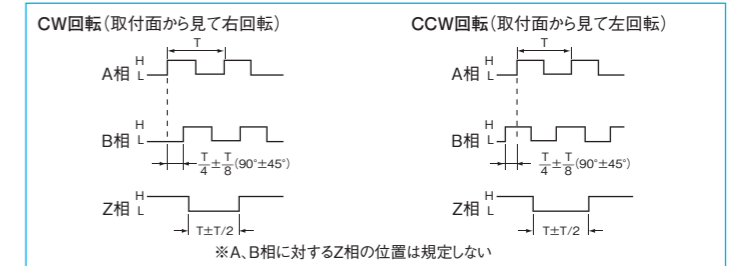 CW回転(取付面から見て右回転)
T
A相 H L
B相 H L
T/4±T/8(90°±45°)
Z相 H L
T±T/2
CCW回転(取付面から見て左回転)
T
A相 H L
B相 H L
T/4±T/8(90°±45°)
Z相 H L
T±T/2
※A、B相に対するZ相の位置は規定しない